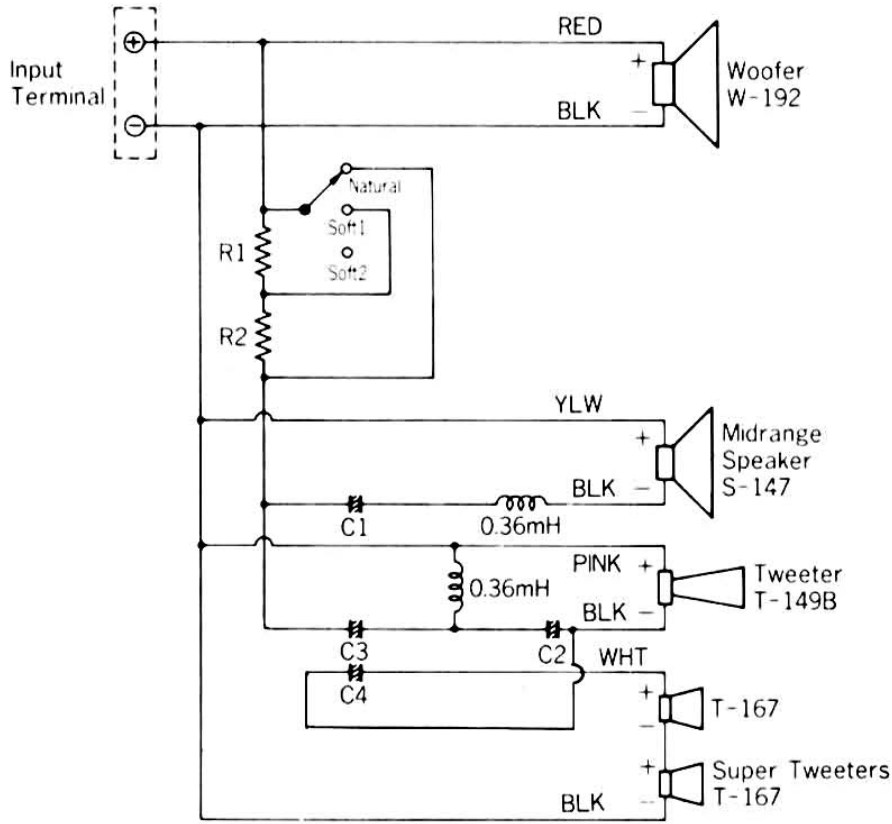 RED
+
Input
Terminal
+
−
Woofer
W-192
BLK
−
Natural
Soft1
Soft2
R1
R2
YLW
+
Midrange
Speaker
S-147
BLK
−
C1
0.36mH
PINK
+
Tweeter
T-149B
0.36mH
BLK
−
C3
C2
WHT
C4
+
T-167
−
+
Super Tweeters
T-167
BLK
−